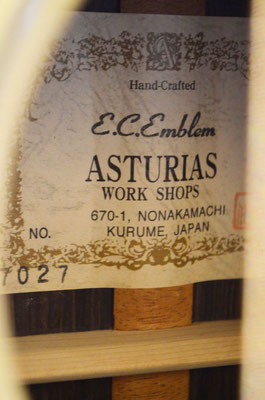 A
Hand-Crafted
E.C.Emblem
ASTURIAS
WORK SHOPS
670-1, NONAKAMACHI
NO. KURUME, JAPAN
7027